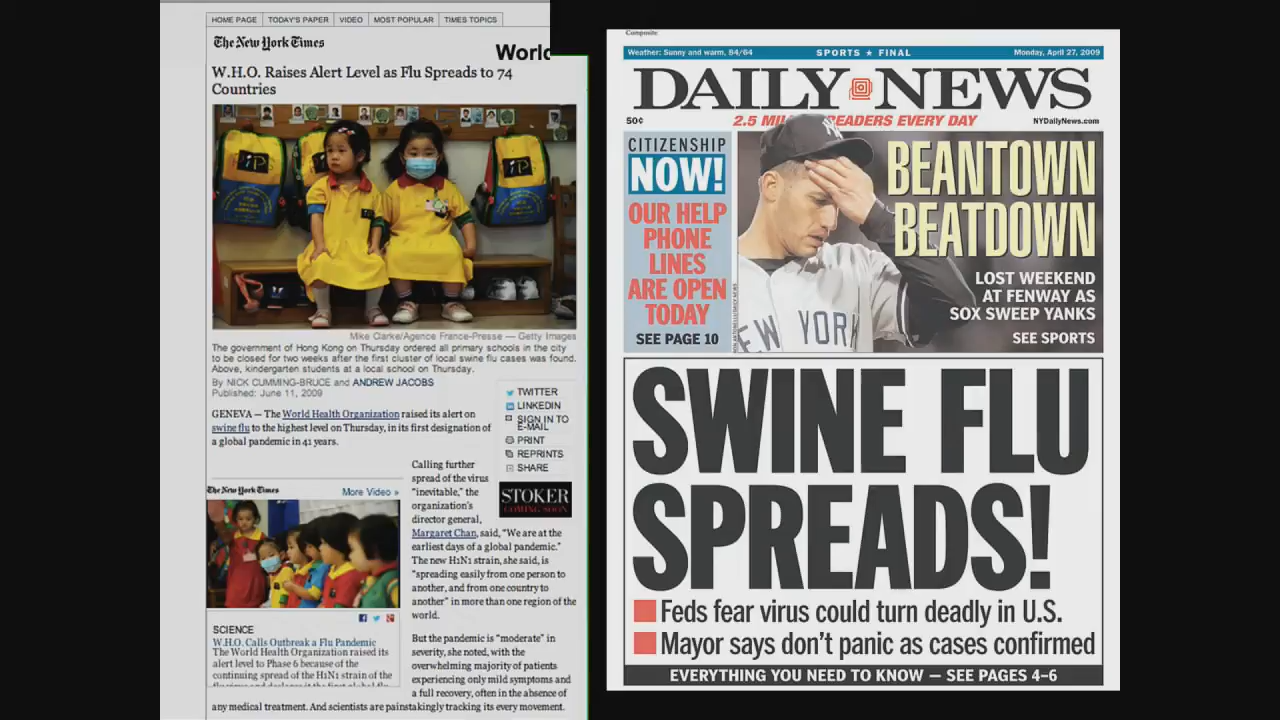 HOME PAGE TODAY'S PAPER VIDEO MOST POPULAR TIMES TOPICS
The New York Times
World
W.H.O. Raises Alert Level as Flu Spreads to 74
Countries
Mike Clarke/Agence France-Presse — Getty Images
The government of Hong Kong on Thursday ordered all primary schools in the city
to be closed for two weeks after the first cluster of local swine flu cases was found.
Above, kindergarten students at a local school on Thursday.
By NICK CUMMING-BRUCE and ANDREW JACOBS
Published: June 11, 2009
GENEVA — The World Health Organization raised its alert on
swine flu to the highest level on Thursday, in its first designation of
a global pandemic in 41 years.
TWITTER
LINKEDIN
SIGN IN TO
E-MAIL
PRINT
REPRINTS
SHARE
STOKER
COMING SOON
The New York Times
More Video »
Calling further
spread of the virus
"inevitable," the
organization's
director general,
Margaret Chan, said, "We are at the
earliest days of a global pandemic."
The new H1N1 strain, she said, is
"spreading easily from one person to
another, and from one country to
another" in more than one region of the
world.
SCIENCE
W.H.O. Calls Outbreak a Flu Pandemic
The World Health Organization raised its
alert level to Phase 6 because of the
continuing spread of the H1N1 strain of the
But the pandemic is "moderate" in
severity, she noted, with the
overwhelming majority of patients
experiencing only mild symptoms and
a full recovery, often in the absence of
any medical treatment. And scientists are painstakingly tracking its every movement.
Composite
Weather: Sunny and warm, 84/64 SPORTS ★ FINAL Monday, April 27, 2009
DAILY NEWS
50¢ 2.5 READERS EVERY DAY NYDailyNews.com
CITIZENSHIP
NOW!
OUR HELP
PHONE
LINES
ARE OPEN
TODAY
SEE PAGE 10
BEANTOWN
BEATDOWN
LOST WEEKEND
AT FENWAY AS
SOX SWEEP YANKS
SEE SPORTS
EW YORK
SWINE FLU
SPREADS!
Feds fear virus could turn deadly in U.S.
Mayor says don't panic as cases confirmed
EVERYTHING YOU NEED TO KNOW — SEE PAGES 4–6